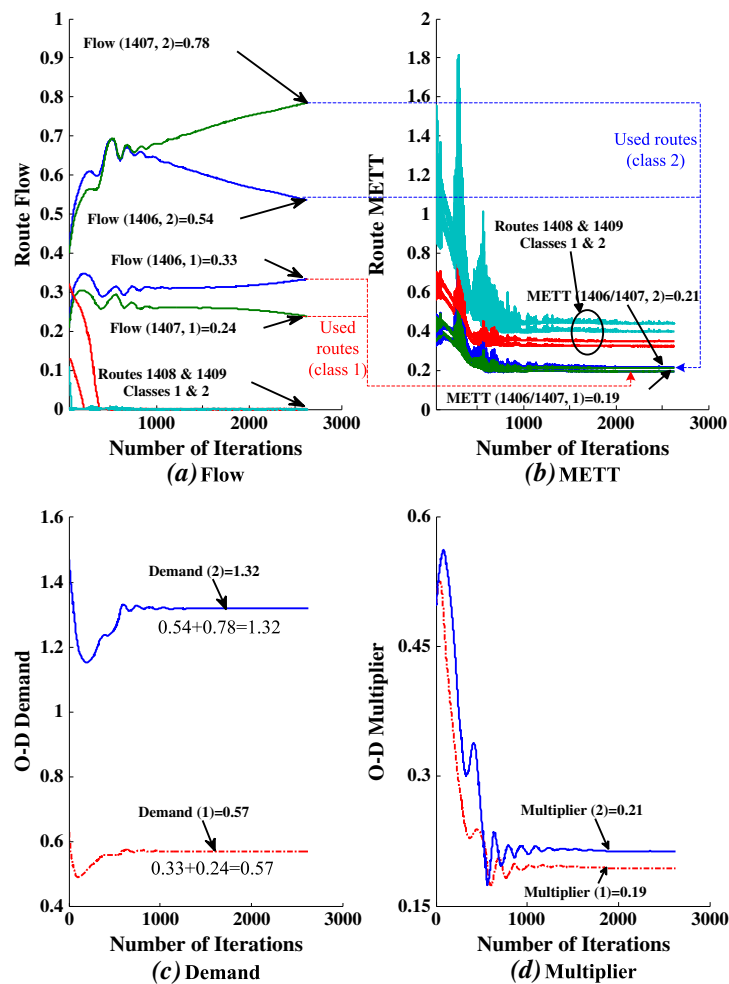 Route Flow
1
0.9
0.8
0.7
0.6
0.5
0.4
0.3
0.2
0.1
0
Flow (1407, 2)=0.78
Flow (1406, 2)=0.54
Flow (1406, 1)=0.33
Flow (1407, 1)=0.24
Routes 1408 & 1409
Classes 1 & 2
Used
routes
(class 1)
0
1000
2000
3000
Number of Iterations
(a) Flow
Route METT
2
1.8
1.6
1.4
1.2
1
0.8
0.6
0.4
0.2
0
Used routes
(class 2)
Routes 1408 & 1409
Classes 1 & 2
METT (1406/1407, 2)=0.21
METT (1406/1407, 1)=0.19
500
1000
1500
2000
2500
3000
Number of Iterations
(b) METT
O-D Demand
1.6
1.4
1.2
1
0.8
0.6
0.4
Demand (2)=1.32
0.54+0.78=1.32
Demand (1)=0.57
0.33+0.24=0.57
0
1000
2000
3000
Number of Iterations
(c) Demand
O-D Multiplier
0.6
0.45
0.3
0.15
Multiplier (2)=0.21
Multiplier (1)=0.19
0
1000
2000
3000
Number of Iterations
(d) Multiplier